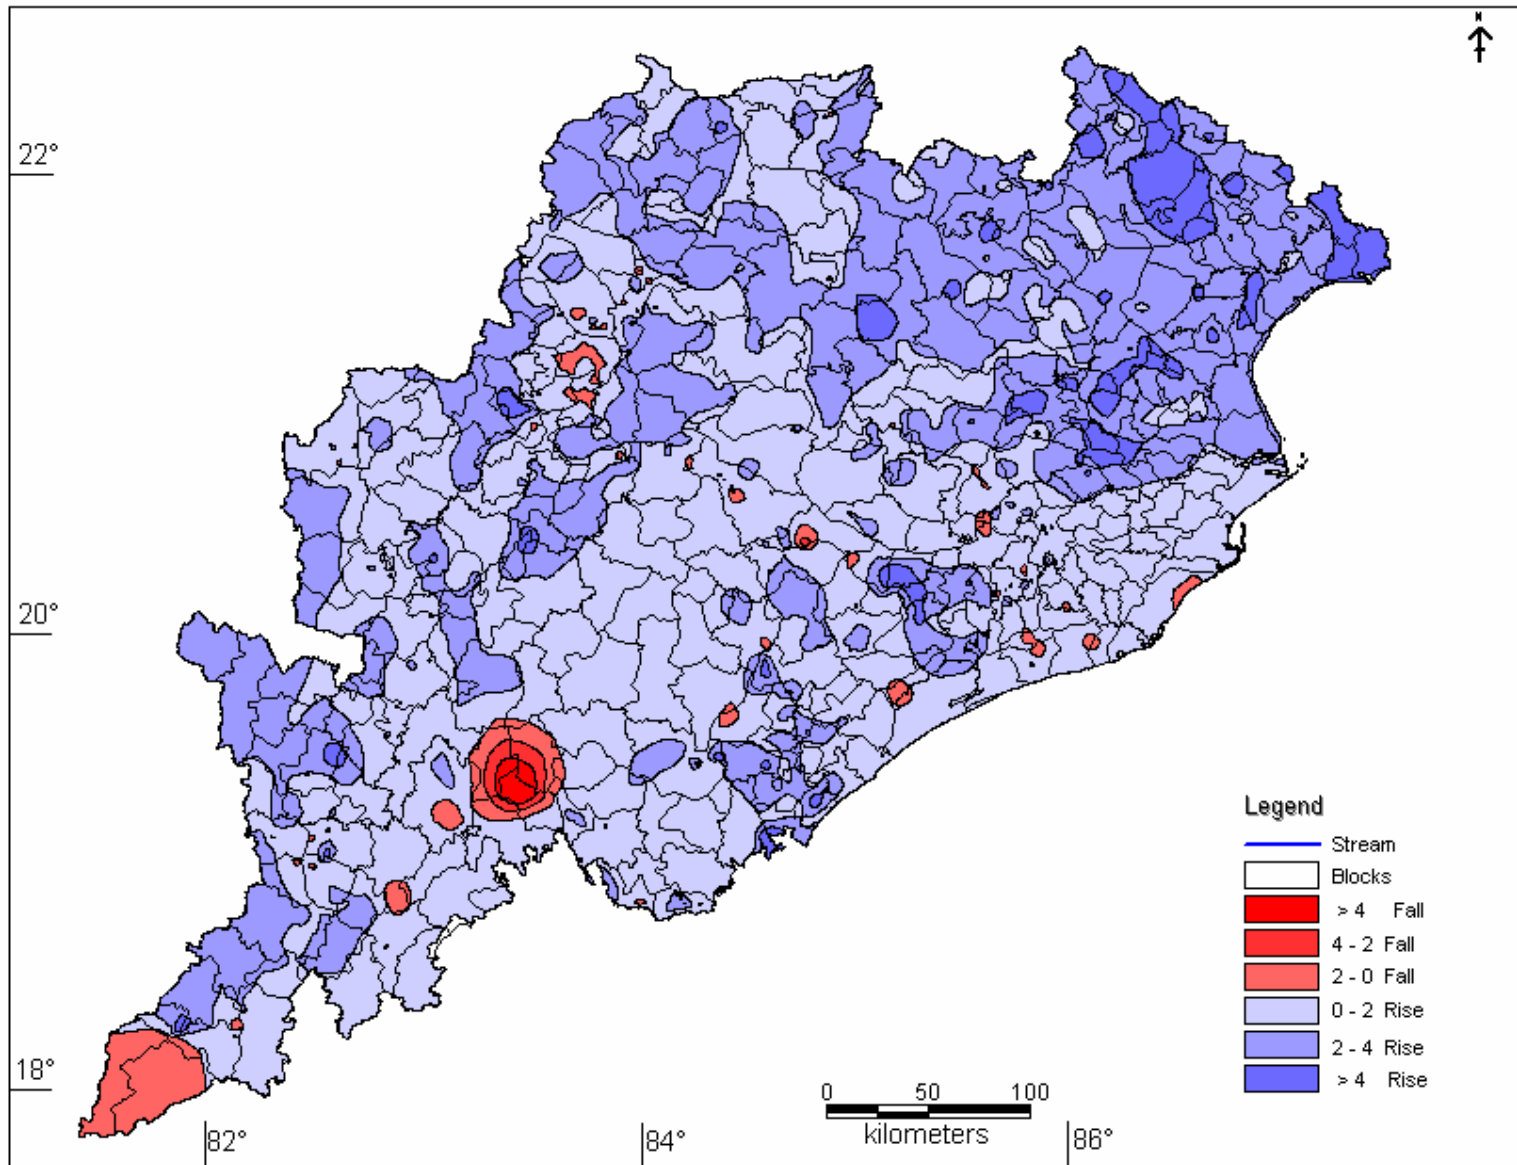 N
22°
20°
18°
82°
84°
86°
0 50 100
kilometers
Legend
Stream
Blocks
> 4 Fall
4 - 2 Fall
2 - 0 Fall
0 - 2 Rise
2 - 4 Rise
> 4 Rise